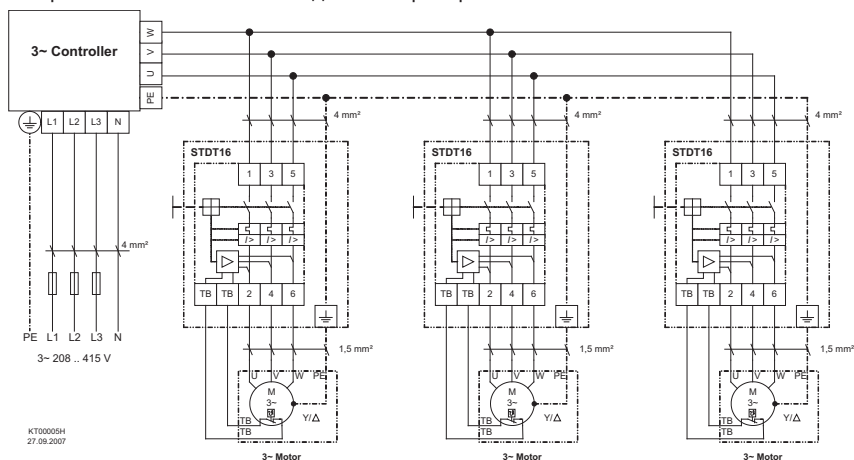 3~ Controller
W
V
U
PE
L1 L2 L3 N
4 mm²
PE L1 L2 L3 N
3~ 208 .. 415 V
4 mm²
STDT16
1 3 5
I> I> I>
TB TB 2 4 6
1,5 mm²
U V W PE
M
3~
Y/Δ
TB
TB
3~ Motor
4 mm²
STDT16
1 3 5
I> I> I>
TB TB 2 4 6
1,5 mm²
U V W PE
M
3~
Y/Δ
TB
TB
3~ Motor
4 mm²
STDT16
1 3 5
I> I> I>
TB TB 2 4 6
1,5 mm²
U V W PE
M
3~
Y/Δ
TB
TB
3~ Motor
KT00005H
27.09.2007